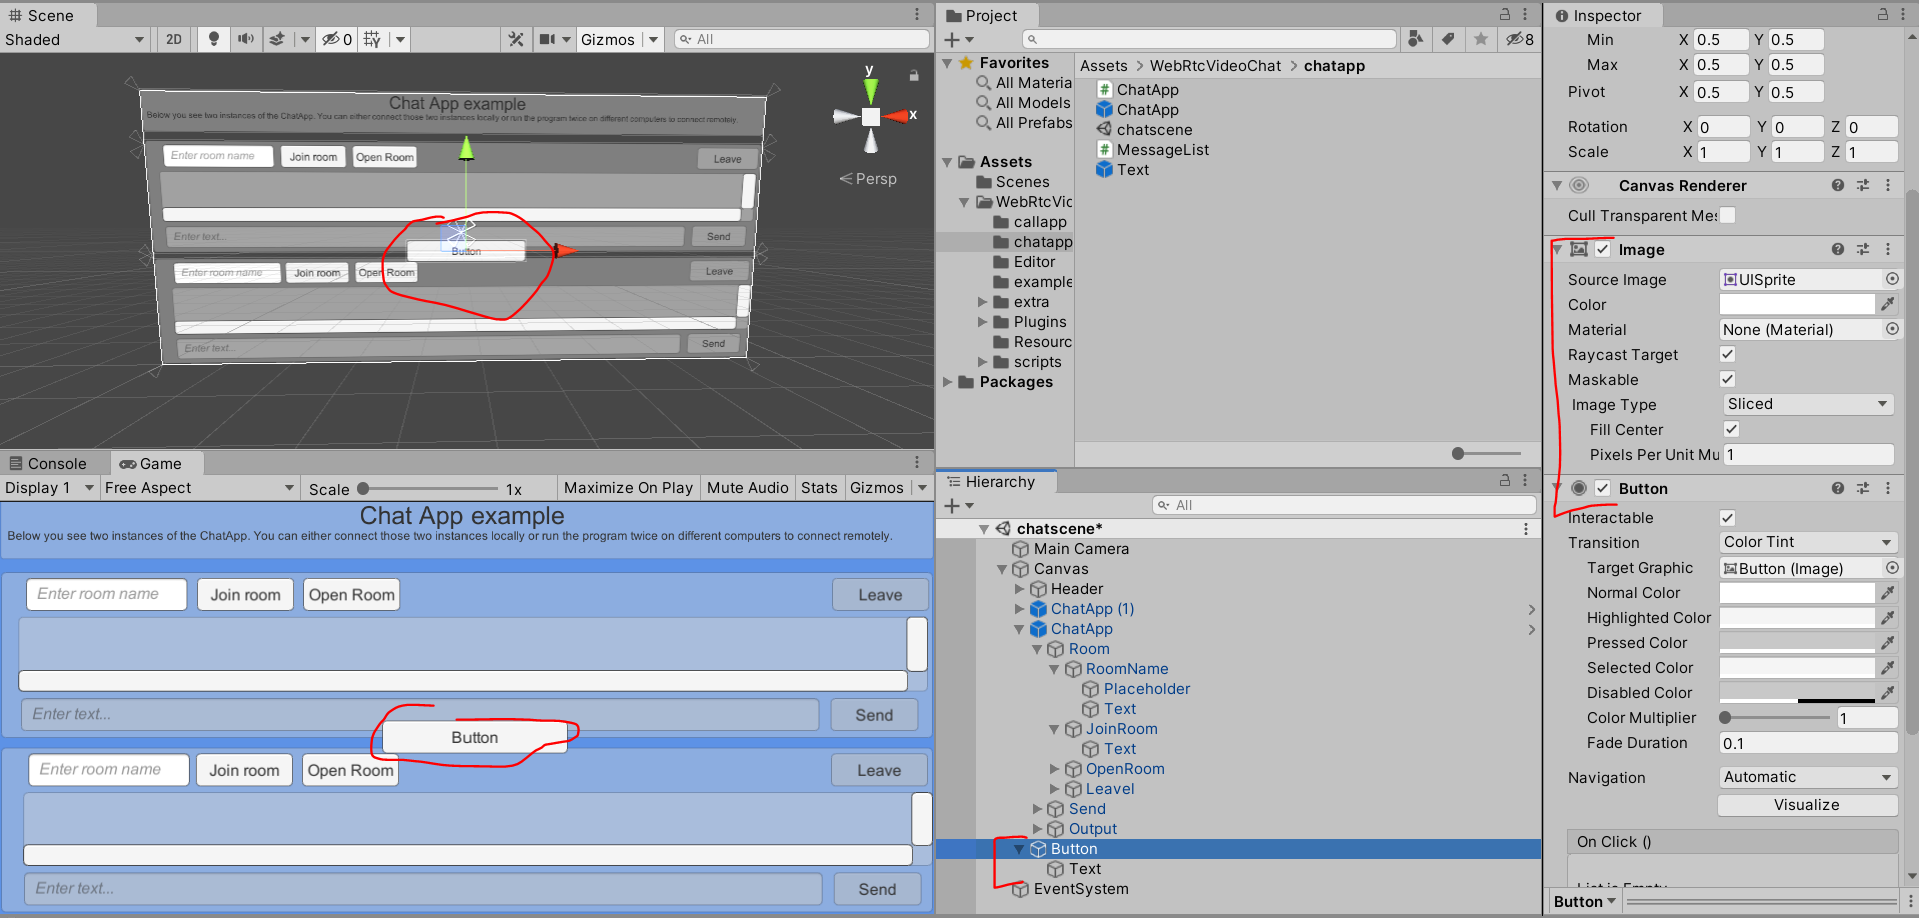 Scene
Shaded
2D
0
Gizmos
All
Chat App example
Below you see two instances of the ChatApp. You can either connect those two instances locally or run the program twice on different computers to connect remotely.
Enter room name
Join room
Open Room
Leave
Enter text...
Send
Button
Enter room name
Join room
Open Room
Leave
Enter text...
Send
y
x
Persp
Console
Game
Display 1
Free Aspect
Scale
1x
Maximize On Play
Mute Audio
Stats
Gizmos
Chat App example
Below you see two instances of the ChatApp. You can either connect those two instances locally or run the program twice on different computers to connect remotely.
Enter room name
Join room
Open Room
Leave
Enter text...
Send
Button
Enter room name
Join room
Open Room
Leave
Enter text...
Send
Project
8
Favorites
All Materia
All Models
All Prefabs
Assets
Scenes
WebRtcVic
callapp
chatapp
Editor
example
extra
Plugins
Resourc
scripts
Packages
Assets > WebRtcVideoChat > chatapp
ChatApp
ChatApp
chatscene
MessageList
Text
Hierarchy
All
chatscene*
Main Camera
Canvas
Header
ChatApp (1)
ChatApp
Room
RoomName
Placeholder
Text
JoinRoom
Text
OpenRoom
Leavel
Send
Output
Button
Text
EventSystem
Inspector
Min X 0.5 Y 0.5
Max X 0.5 Y 0.5
Pivot X 0.5 Y 0.5
Rotation X 0 Y 0 Z 0
Scale X 1 Y 1 Z 1
Canvas Renderer
Cull Transparent Mes
Image
Source Image UISprite
Color
Material None (Material)
Raycast Target
Maskable
Image Type Sliced
Fill Center
Pixels Per Unit Mu 1
Button
Interactable
Transition Color Tint
Target Graphic Button (Image)
Normal Color
Highlighted Color
Pressed Color
Selected Color
Disabled Color
Color Multiplier 1
Fade Duration 0.1
Navigation Automatic
Visualize
On Click ()
List is Empty
Button